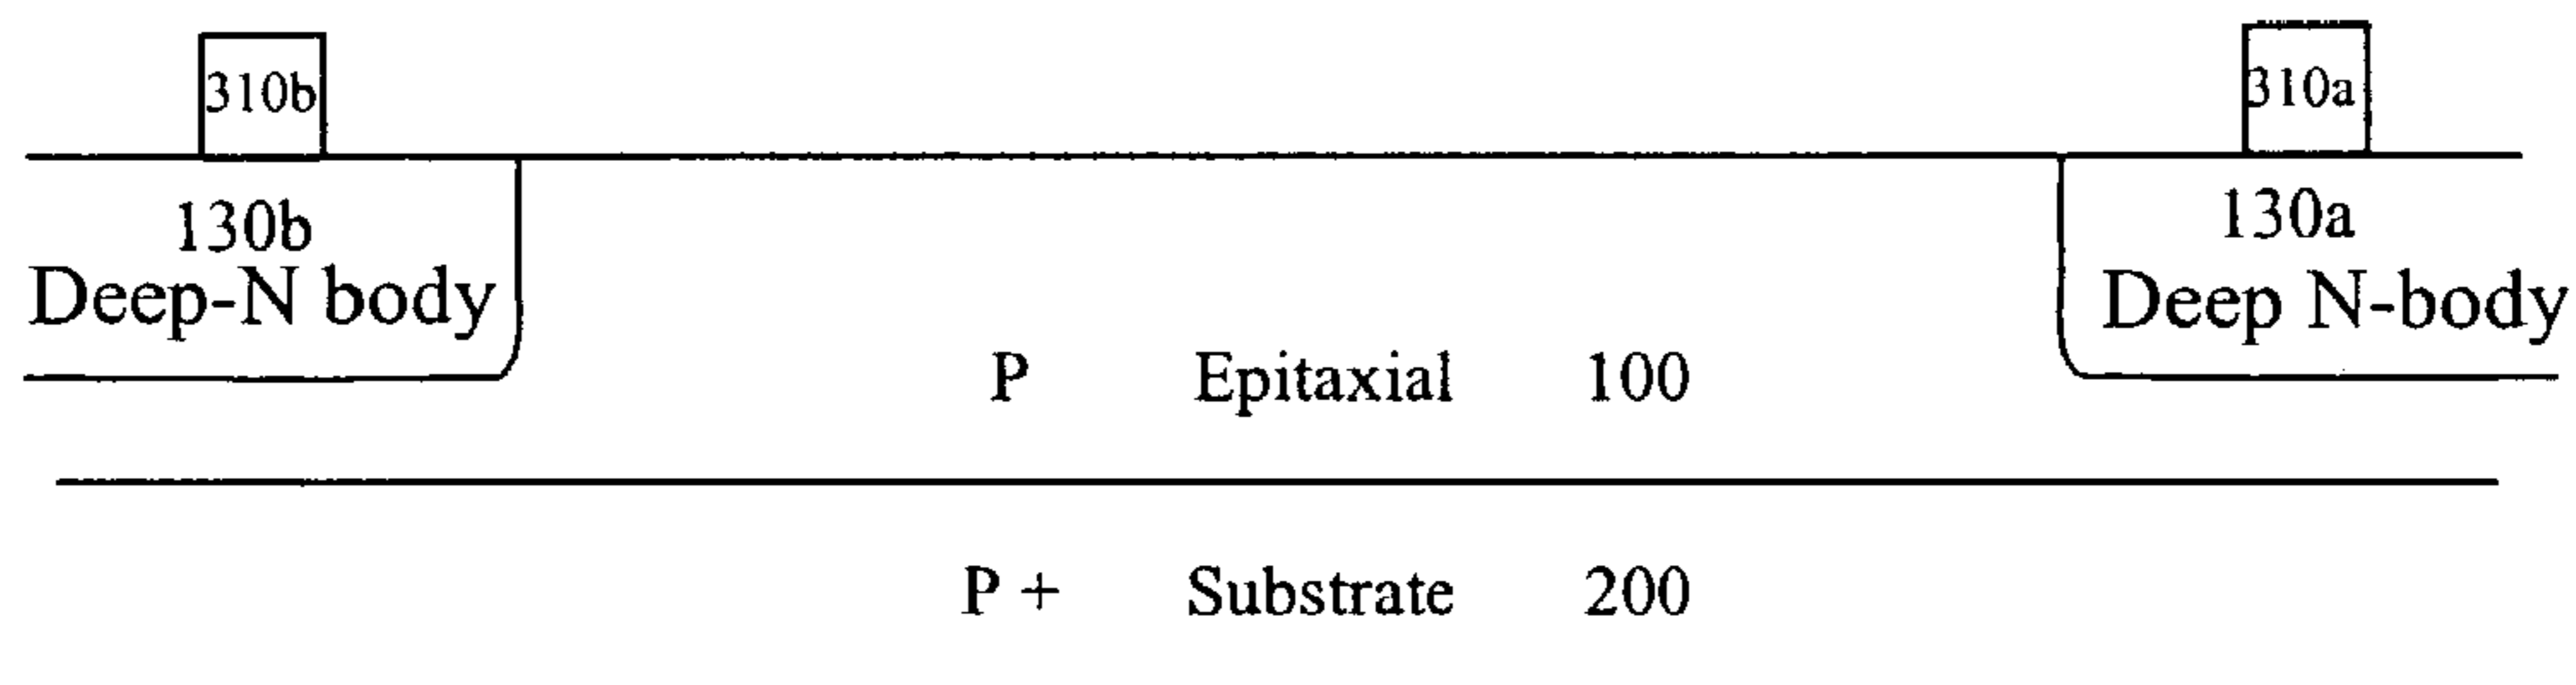 310b 310a
130b 130a
Deep-N body Deep N-body
P Epitaxial 100
P + Substrate 200